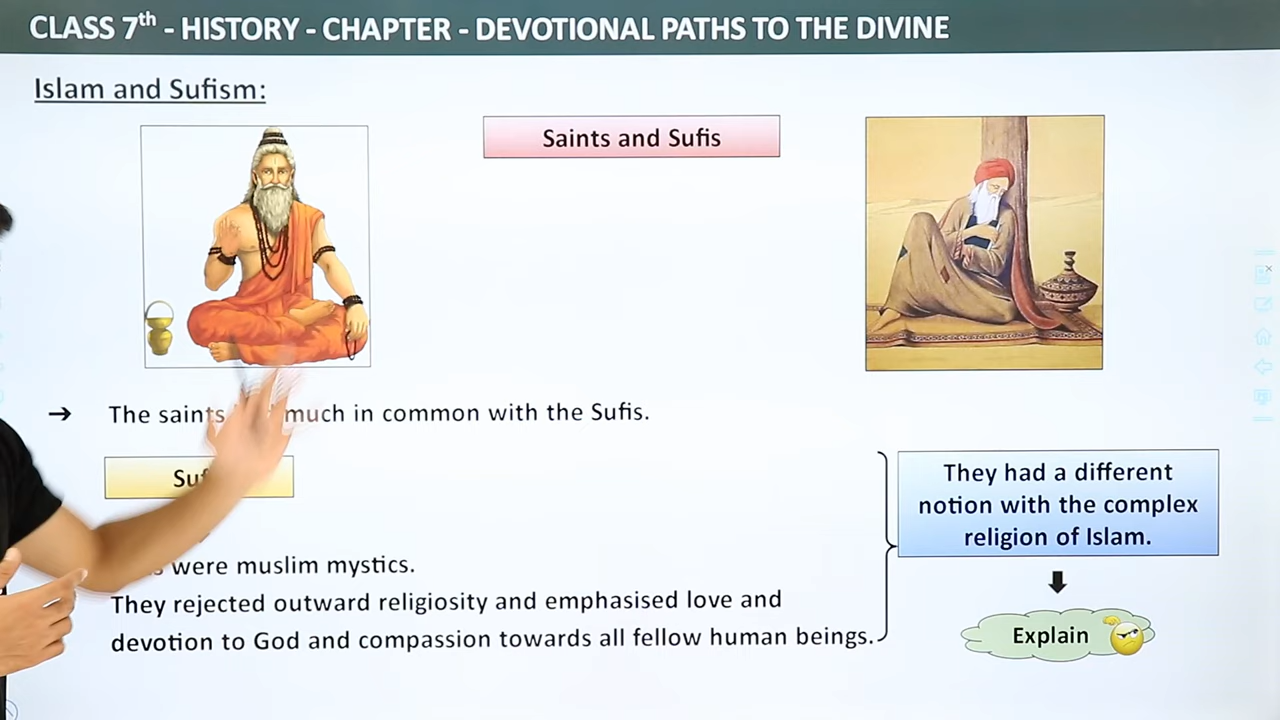 CLASS 7th - HISTORY - CHAPTER - DEVOTIONAL PATHS TO THE DIVINE
Islam and Sufism:
Saints and Sufis
→ The saints much in common with the Sufis.
were muslim mystics.
They rejected outward religiosity and emphasised love and
devotion to God and compassion towards all fellow human beings.
They had a different
notion with the complex
religion of Islam.
Explain